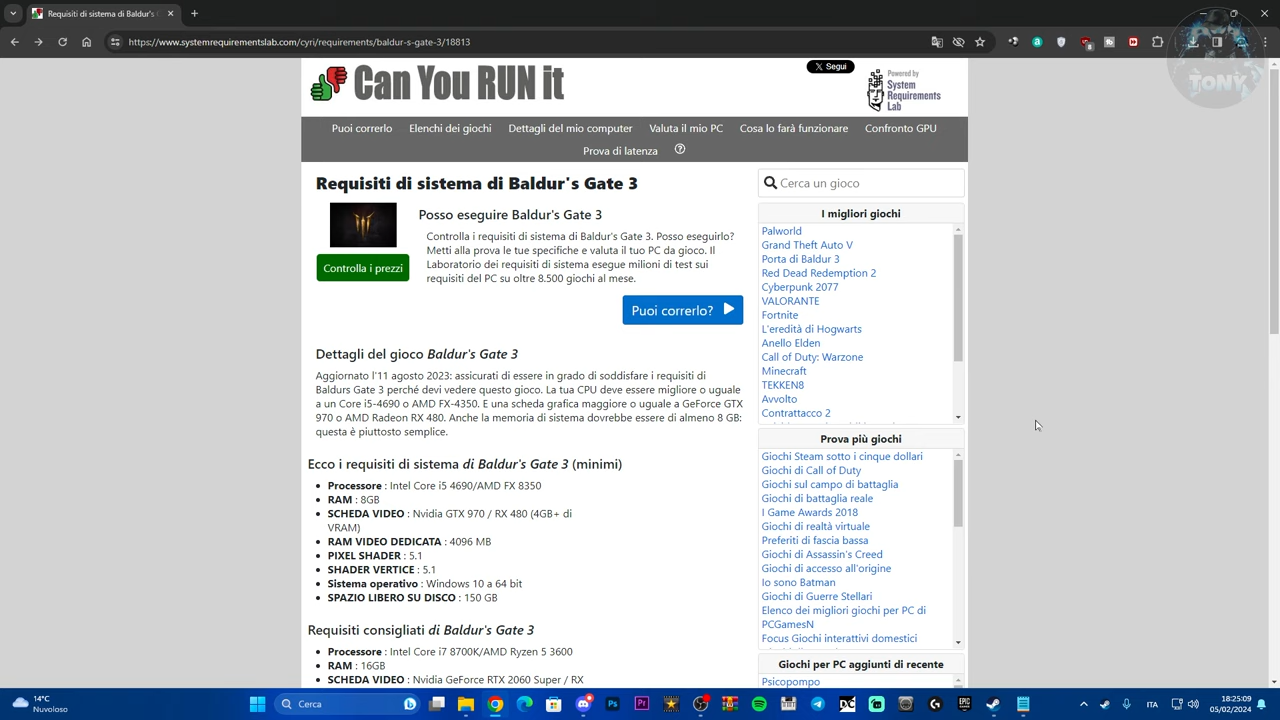 Requisiti di sistema di Baldur's G
https://www.systemrequirementslab.com/cyri/requirements/baldur-s-gate-3/18813
TONY
Can You RUN it
X Segui
Powered by
System
Requirements
Lab
Puoi correrlo Elenchi dei giochi Dettagli del mio computer Valuta il mio PC Cosa lo farà funzionare Confronto GPU
Prova di latenza
Requisiti di sistema di Baldur's Gate 3
Posso eseguire Baldur's Gate 3
Controlla i requisiti di sistema di Baldur's Gate 3. Posso eseguirlo?
Metti alla prova le tue specifiche e valuta il tuo PC da gioco. Il
Laboratorio dei requisiti di sistema esegue milioni di test sui
requisiti del PC su oltre 8.500 giochi al mese.
Controlla i prezzi
Puoi correrlo?
Dettagli del gioco Baldur's Gate 3
Aggiornato l'11 agosto 2023: assicurati di essere in grado di soddisfare i requisiti di
Baldurs Gate 3 perché devi vedere questo gioco. La tua CPU deve essere migliore o uguale
a un Core i5-4690 o AMD FX-4350. E una scheda grafica maggiore o uguale a GeForce GTX
970 o AMD Radeon RX 480. Anche la memoria di sistema dovrebbe essere di almeno 8 GB:
questa è piuttosto semplice.
Ecco i requisiti di sistema di Baldur's Gate 3 (minimi)
Processore : Intel Core i5 4690/AMD FX 8350
RAM : 8GB
SCHEDA VIDEO : Nvidia GTX 970 / RX 480 (4GB+ di
VRAM)
RAM VIDEO DEDICATA : 4096 MB
PIXEL SHADER : 5.1
SHADER VERTICE : 5.1
Sistema operativo : Windows 10 a 64 bit
SPAZIO LIBERO SU DISCO : 150 GB
Requisiti consigliati di Baldur's Gate 3
Processore : Intel Core i7 8700K/AMD Ryzen 5 3600
RAM : 16GB
SCHEDA VIDEO : Nvidia GeForce RTX 2060 Super / RX
Cerca un gioco
I migliori giochi
Palworld
Grand Theft Auto V
Porta di Baldur 3
Red Dead Redemption 2
Cyberpunk 2077
VALORANTE
Fortnite
L'eredità di Hogwarts
Anello Elden
Call of Duty: Warzone
Minecraft
TEKKEN8
Avvolto
Contrattacco 2
Prova più giochi
Giochi Steam sotto i cinque dollari
Giochi di Call of Duty
Giochi sul campo di battaglia
Giochi di battaglia reale
I Game Awards 2018
Giochi di realtà virtuale
Preferiti di fascia bassa
Giochi di Assassin's Creed
Giochi di accesso all'origine
Io sono Batman
Giochi di Guerre Stellari
Elenco dei migliori giochi per PC di
PCGamesN
Focus Giochi interattivi domestici
Giochi per PC aggiunti di recente
Psicopompo
14°C
Nuvoloso
Cerca
ITA
18:25:09
05/02/2024